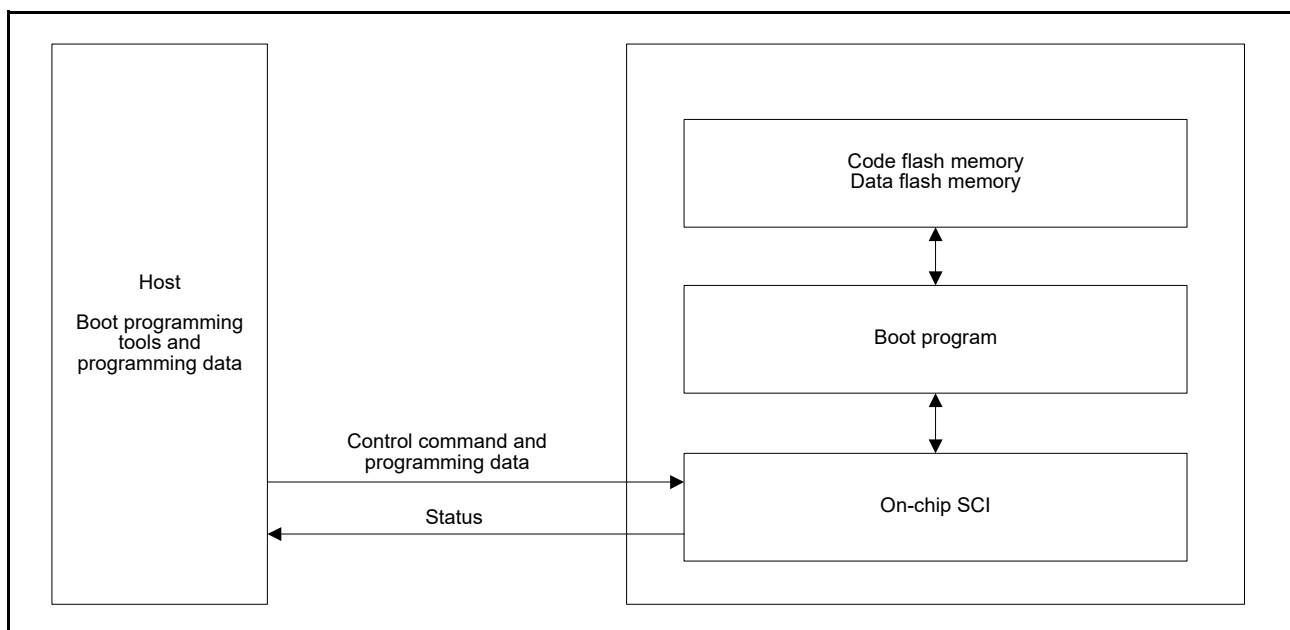 Host
Boot programming
tools and
programming data
Control command and
programming data
Status
Code flash memory
Data flash memory
Boot program
On-chip SCI